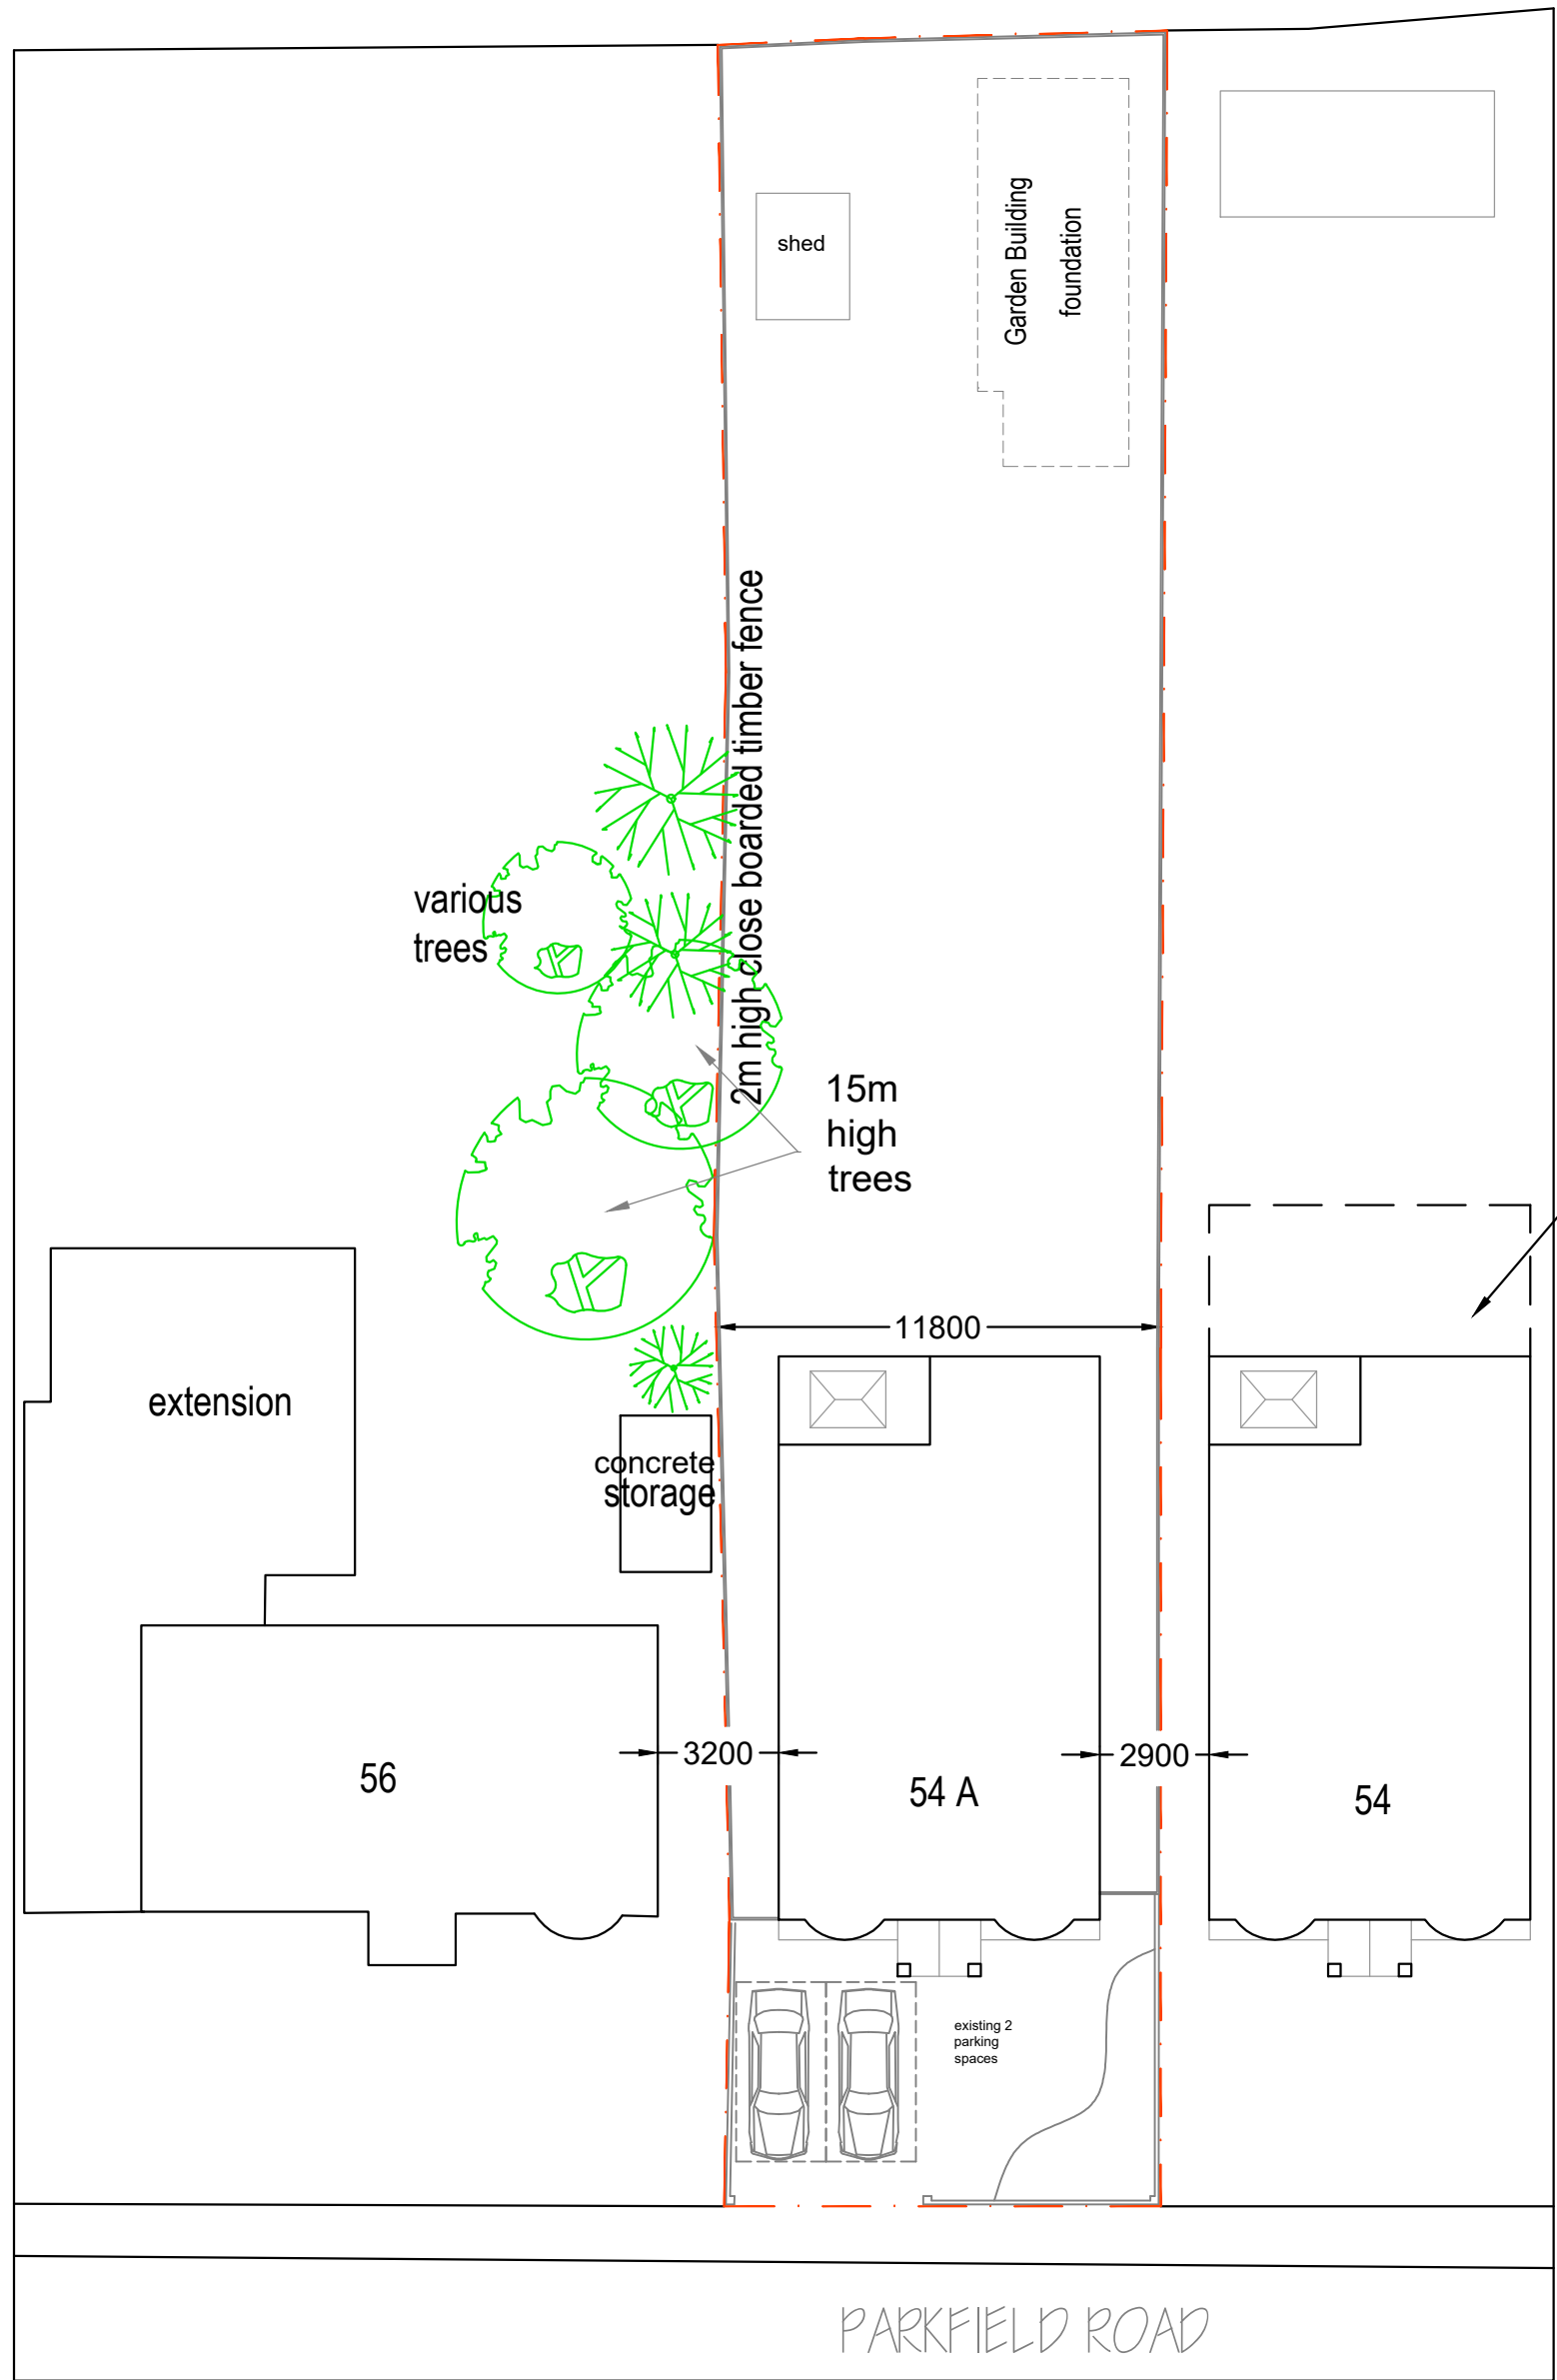 shed
Garden Building
foundation
2m high close boarded timber fence
various
trees
15m
high
trees
11800
extension
concrete
storage
3200
2900
56
54 A
54
existing 2
parking
spaces
PARKFIELD ROAD